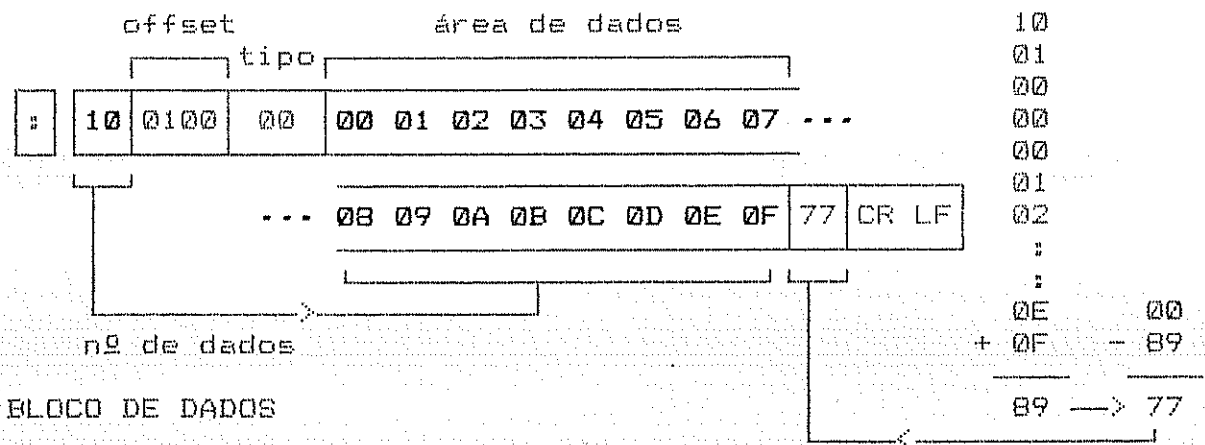 offset área de dados 10
tipo 01
00
: 10 0100 00 00 01 02 03 04 05 06 07 ... 00
00
01
... 08 09 0A 0B 0C 0D 0E 0F 77 CR LF 02
:
:
> 0E 00
nº de dados + 0F - 89
BLOCO DE DADOS 89 —> 77
<